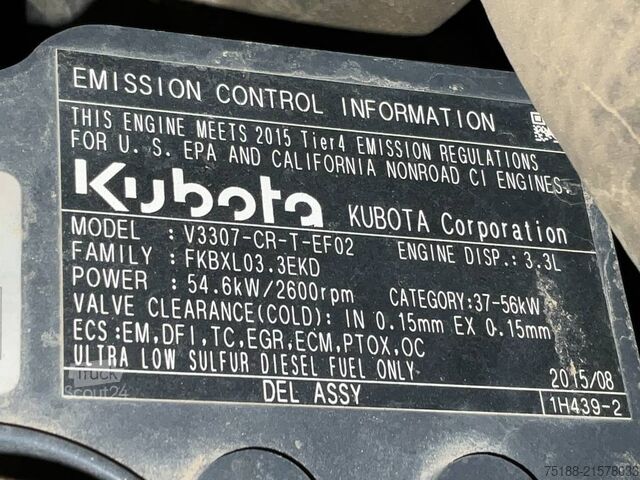 EMISSION CONTROL INFORMATION
THIS ENGINE MEETS 2015 Tier4 EMISSION REGULATIONS
FOR U. S. EPA AND CALIFORNIA NONROAD CI ENGINES.
Kubota KUBOTA Corporation
MODEL : V3307-CR-T-EF02 ENGINE DISP.: 3.3L
FAMILY : FKBXL03.3EKD
POWER : 54.6kW/2600rpm CATEGORY:37-56kW
VALVE CLEARANCE(COLD): IN 0.15mm EX 0.15mm
ECS:EM,DFI,TC,EGR,ECM,PTOX,OC
ULTRA LOW SULFUR DIESEL FUEL ONLY 2015/08
DEL ASSY 1H439-2
Truck
Scout24
75188-21578033